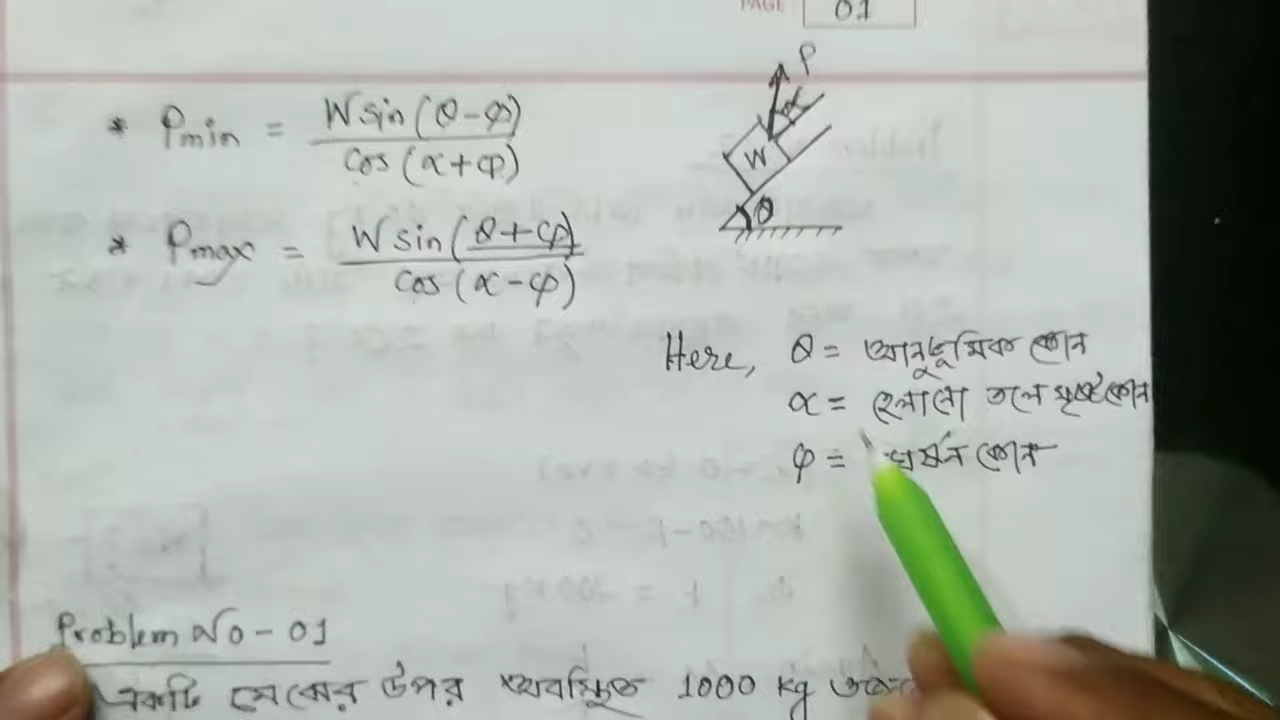 PAGE 01
* Pmin = W sin(θ-φ) / cos(α+φ)
* Pmax = W sin(θ+φ) / cos(α-φ)
P
α
W
θ
Here, θ = আনুভূমিক কোন
α = হেলানো তলে সৃষ্ট কোন
φ = ঘর্ষন কোন
Problem No - 01
একটি মেঝের উপর অবস্থিত 1000 kg